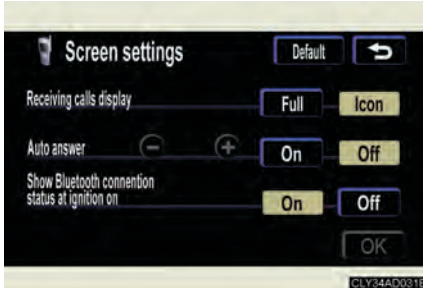 Screen settings
Default
Receiving calls display
Full
Icon
Auto answer
On
Off
Show Bluetooth connention
status at ignition on
On
Off
OK
CLY34AD031E